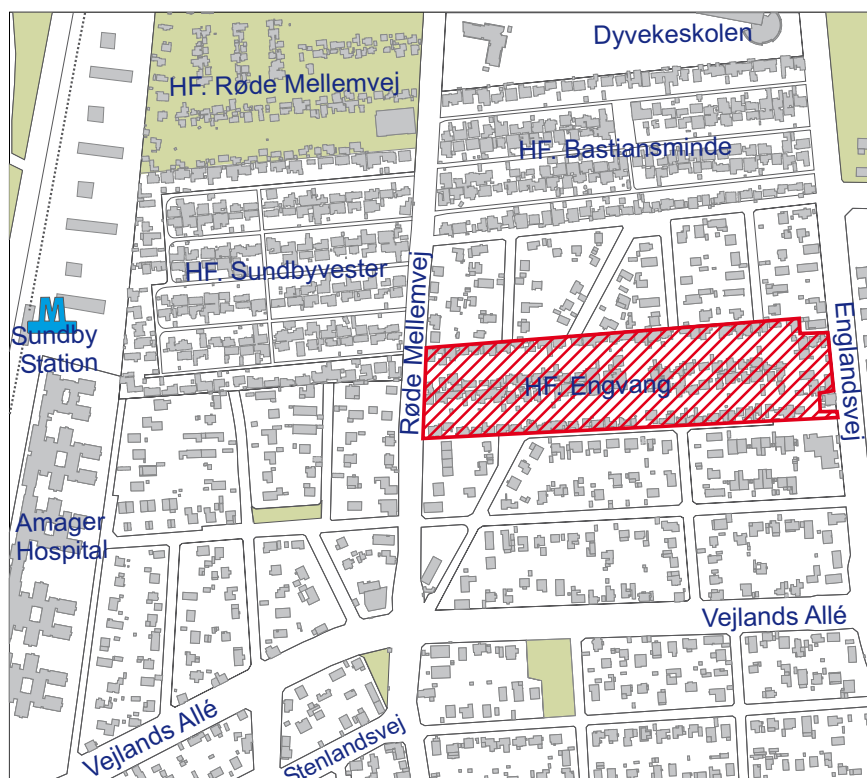 Dyvekeskolen
HF. Røde Mellemvej
HF. Bastiansminde
HF. Sundbyvester
Røde Mellemvej
M
Sundby
Station
Englandsvej
HF. Engvang
Amager
Hospital
Vejlands Allé
Vejlands Allé
Stenlandsvej